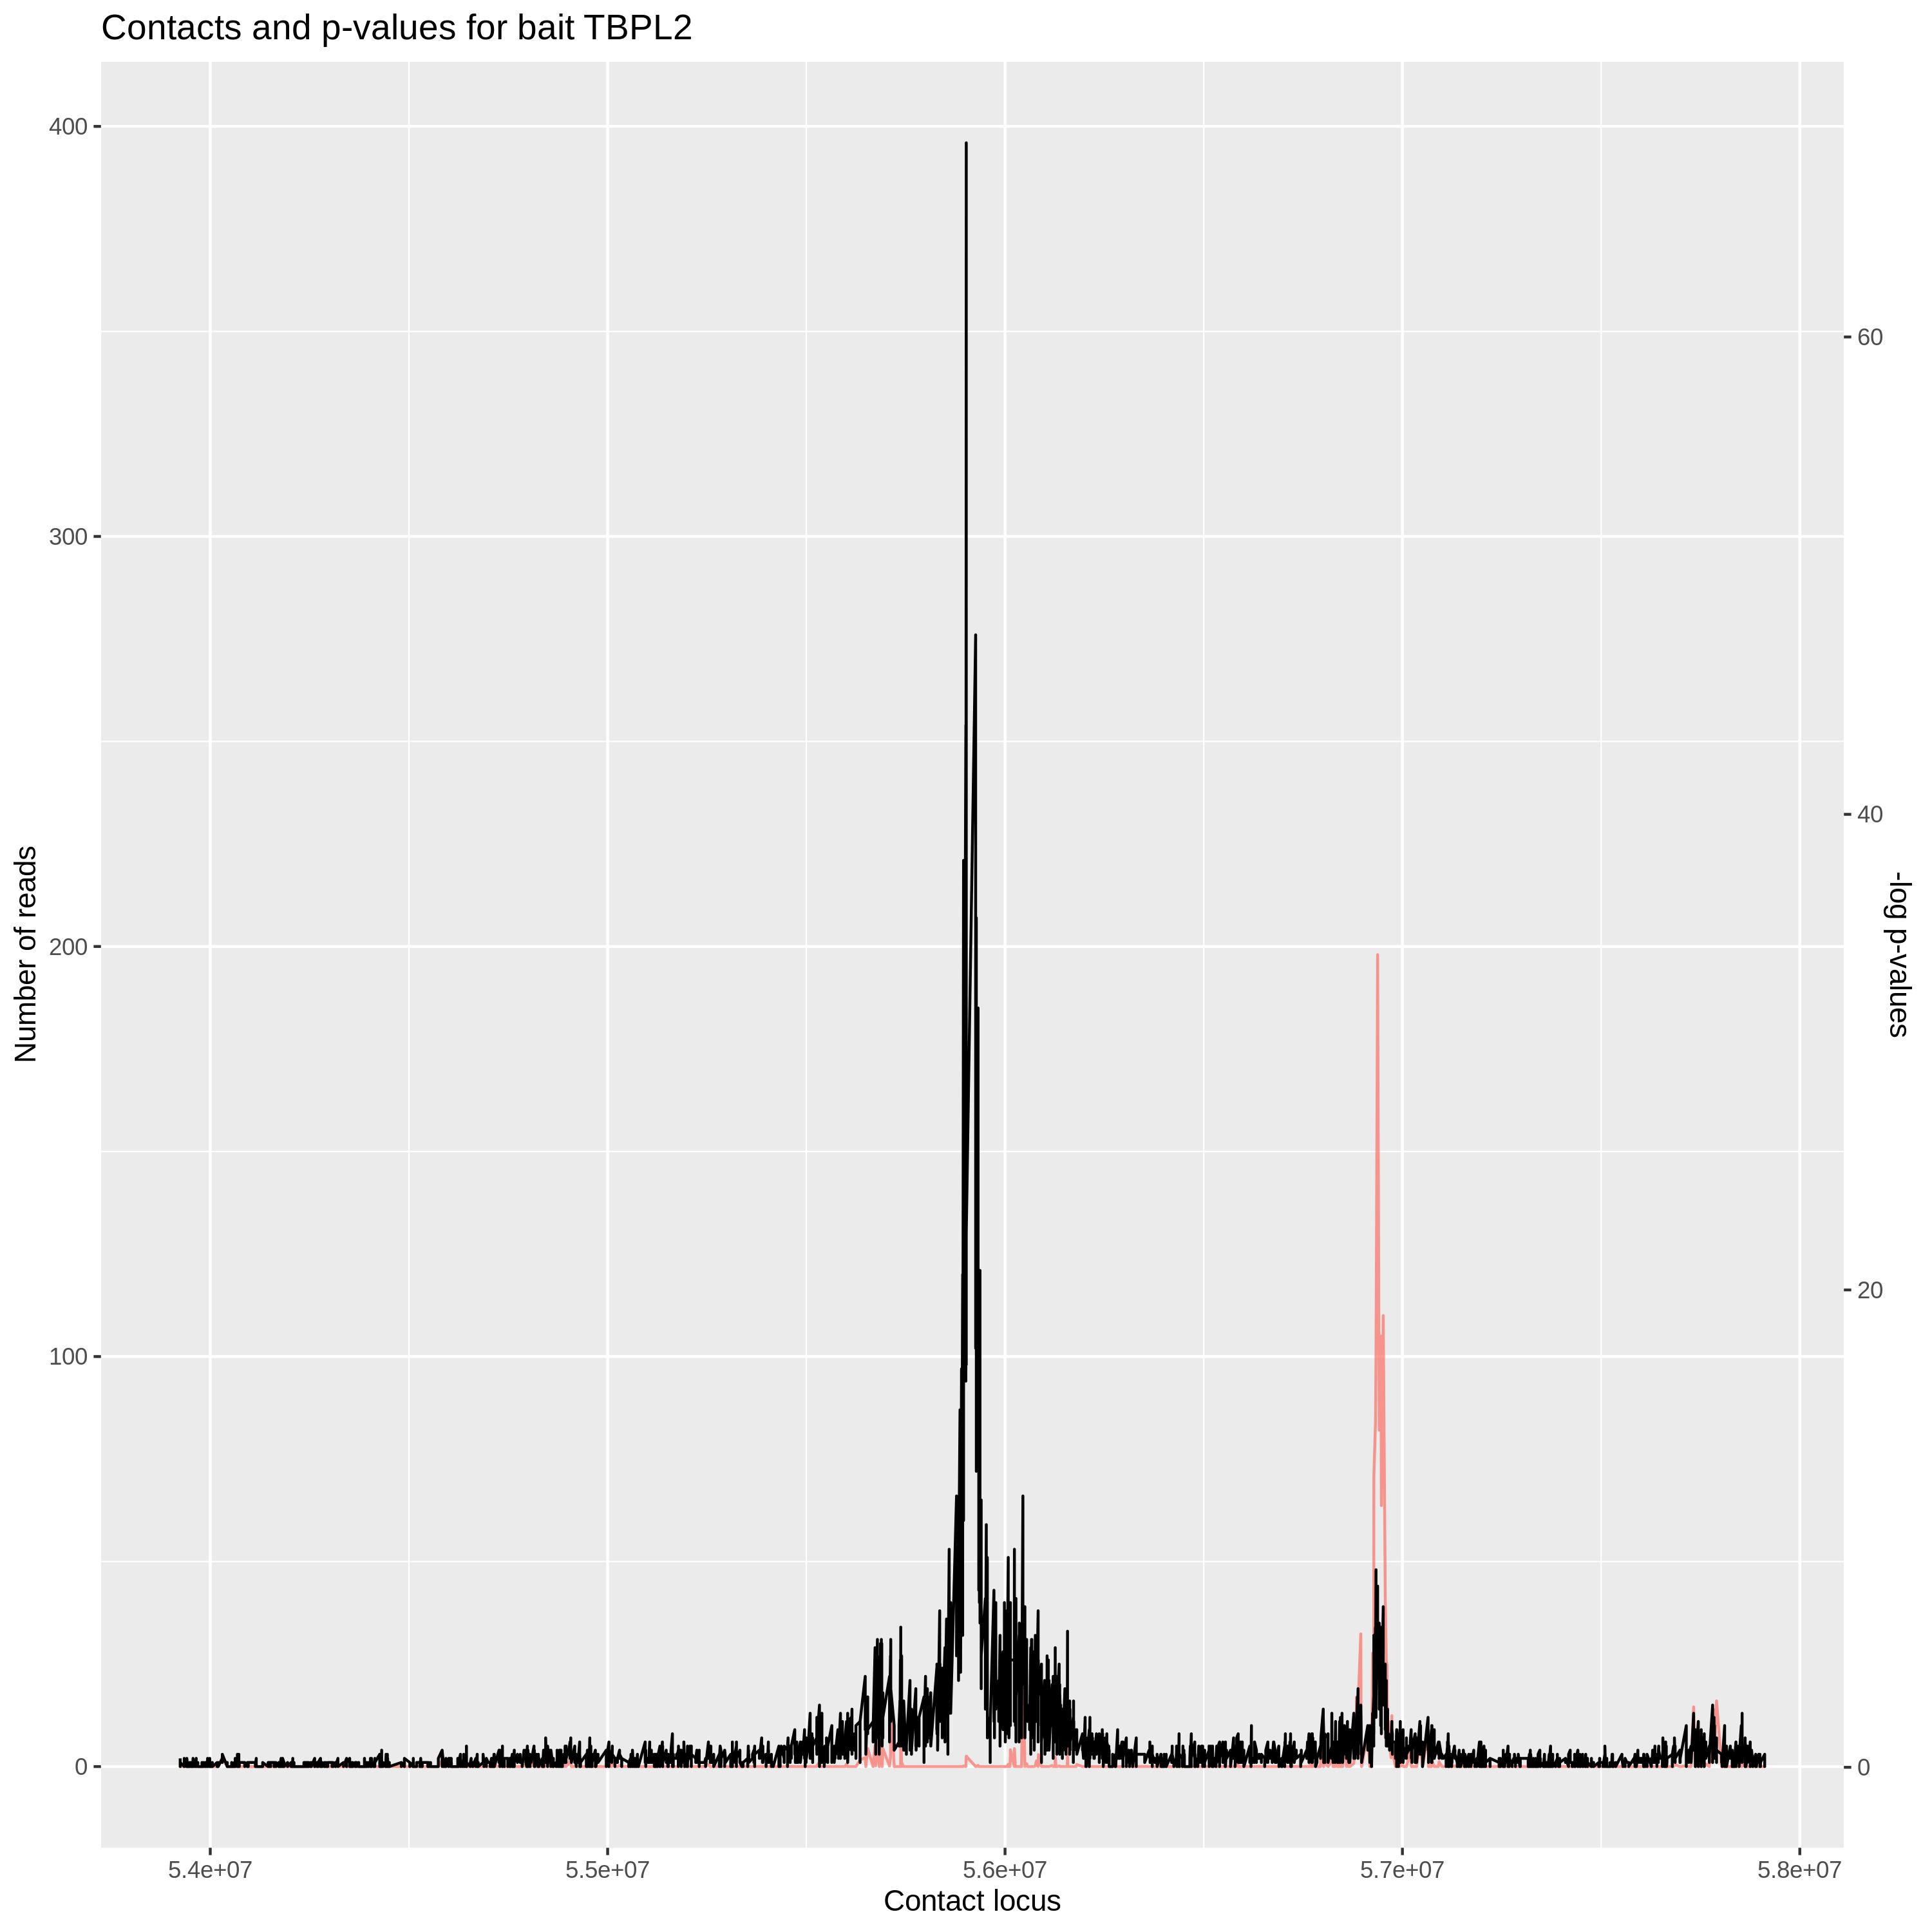 Contacts and p-values for bait TBPL2
400
300
200
100
0
Number of reads
60
40
20
0
-log p-values
5.4e+07
5.5e+07
5.6e+07
5.7e+07
5.8e+07
Contact locus